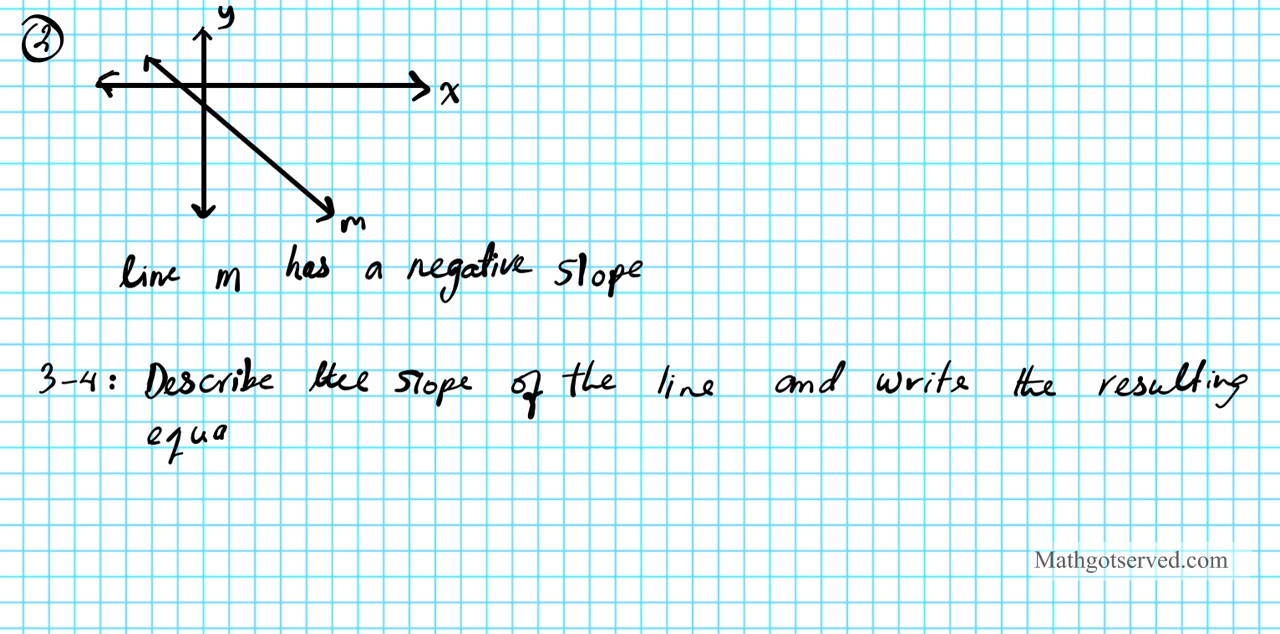 2
y
x
m
line m has a negative slope
3-4: Describe the slope of the line and write the resulting
equa
Mathgotserved.com